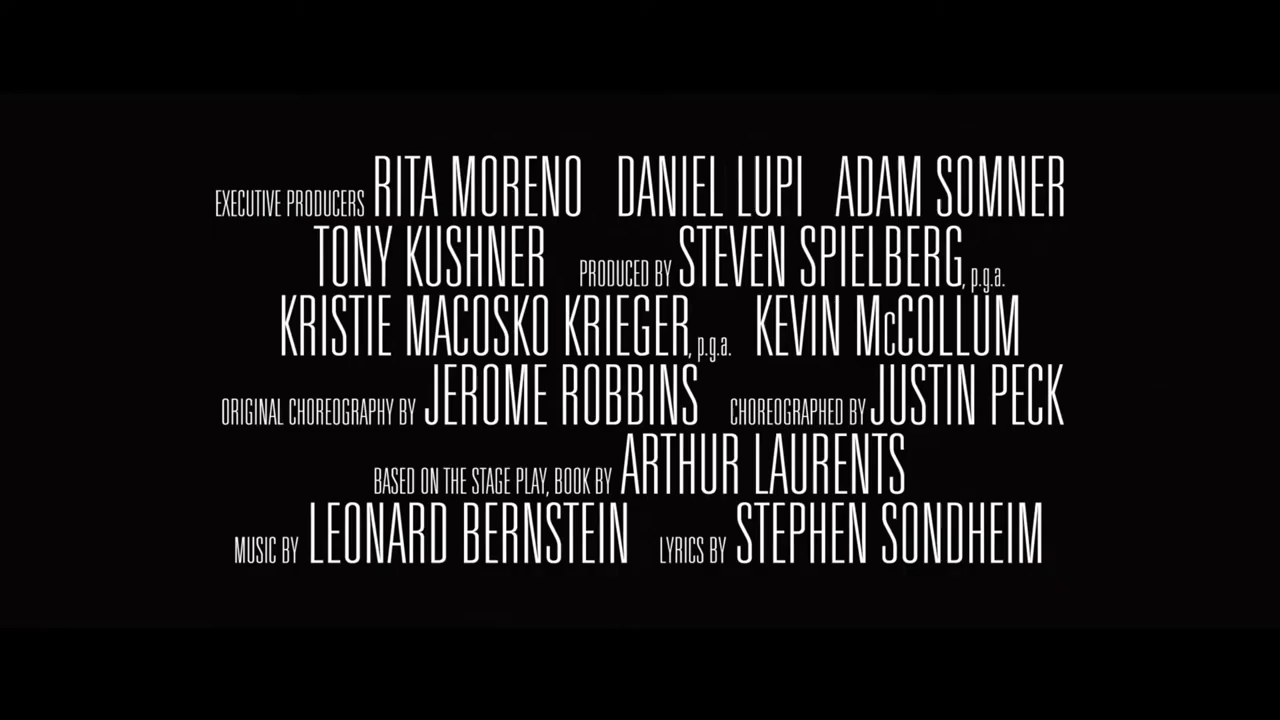 EXECUTIVE PRODUCERS RITA MORENO DANIEL LUPI ADAM SOMNER
TONY KUSHNER PRODUCED BY STEVEN SPIELBERG, p.g.a.
KRISTIE MACOSKO KRIEGER, p.g.a. KEVIN McCOLLUM
ORIGINAL CHOREOGRAPHY BY JEROME ROBBINS CHOREOGRAPHED BY JUSTIN PECK
BASED ON THE STAGE PLAY, BOOK BY ARTHUR LAURENTS
MUSIC BY LEONARD BERNSTEIN LYRICS BY STEPHEN SONDHEIM